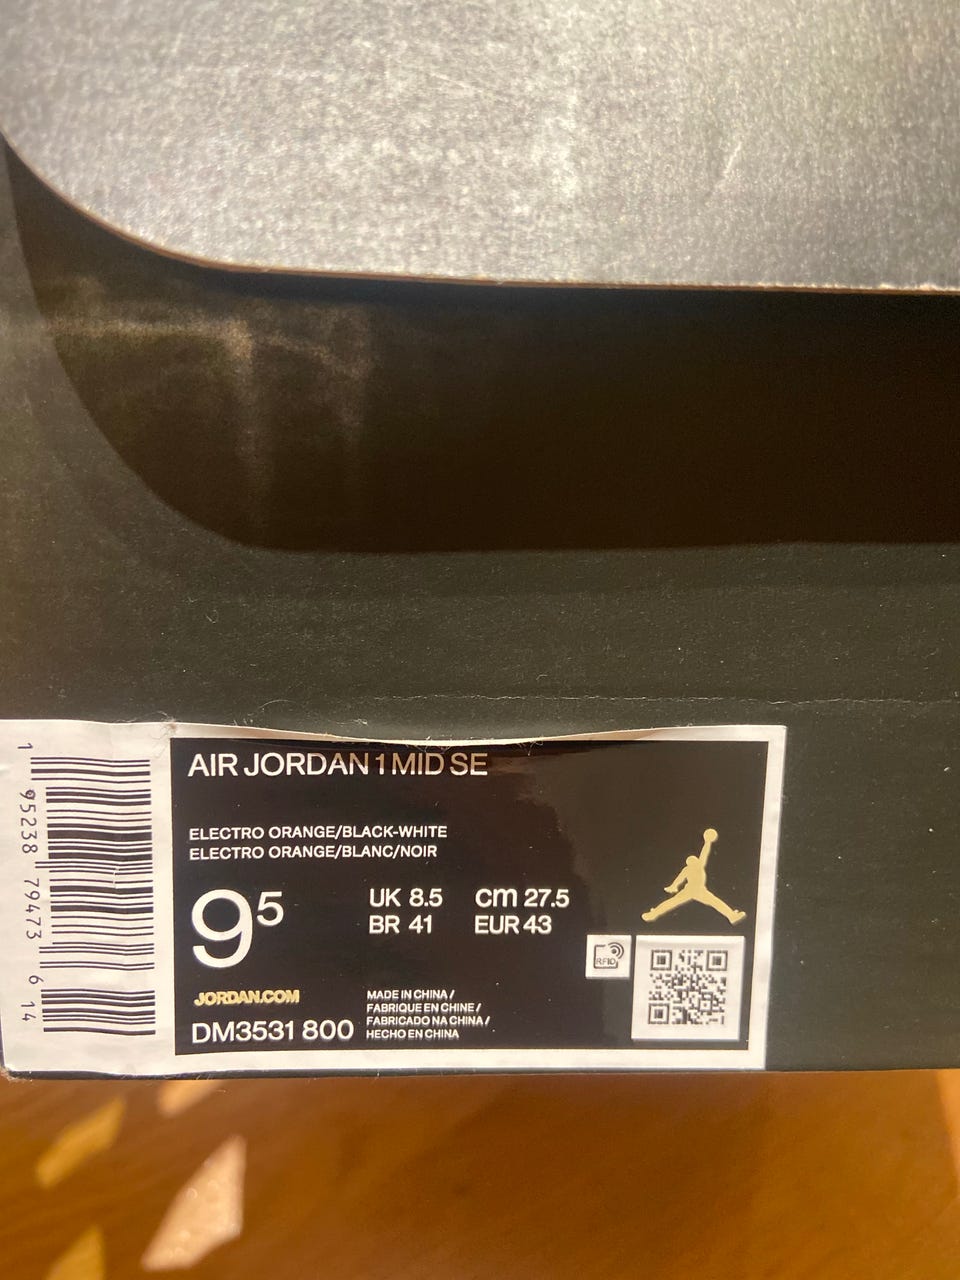 AIR JORDAN 1 MID SE
ELECTRO ORANGE/BLACK-WHITE
ELECTRO ORANGE/BLANC/NOIR
9⁵
UK 8.5 cm 27.5
BR 41 EUR 43
RFID
JORDAN.COM
DM3531 800
MADE IN CHINA /
FABRIQUE EN CHINE /
FABRICADO NA CHINA /
HECHO EN CHINA
1 95238 79473 6 14